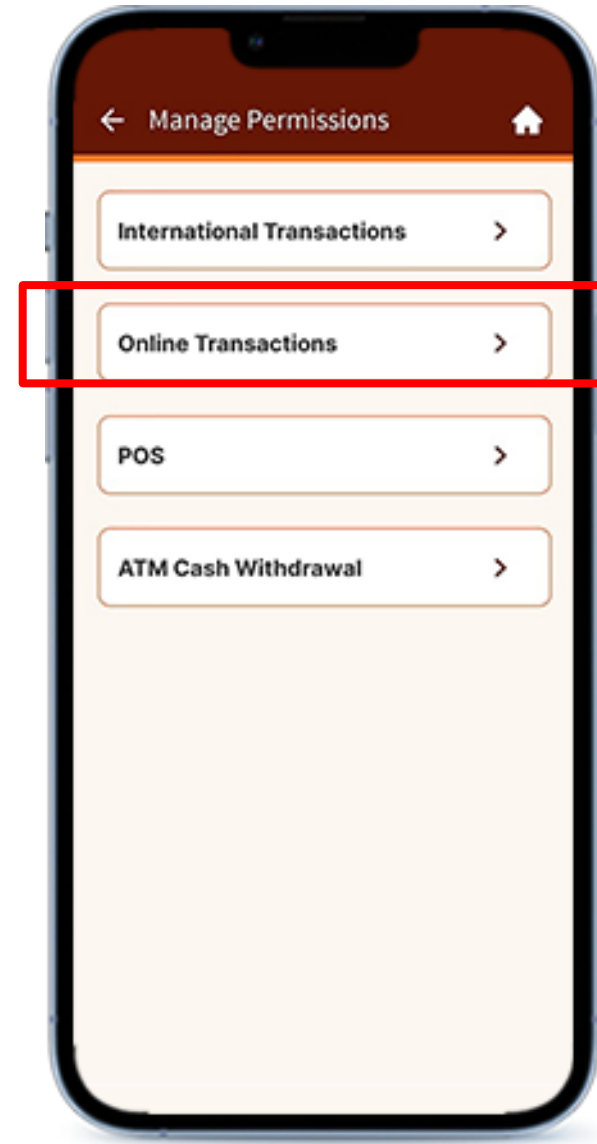 Manage Permissions
International Transactions
Online Transactions
POS
ATM Cash Withdrawal